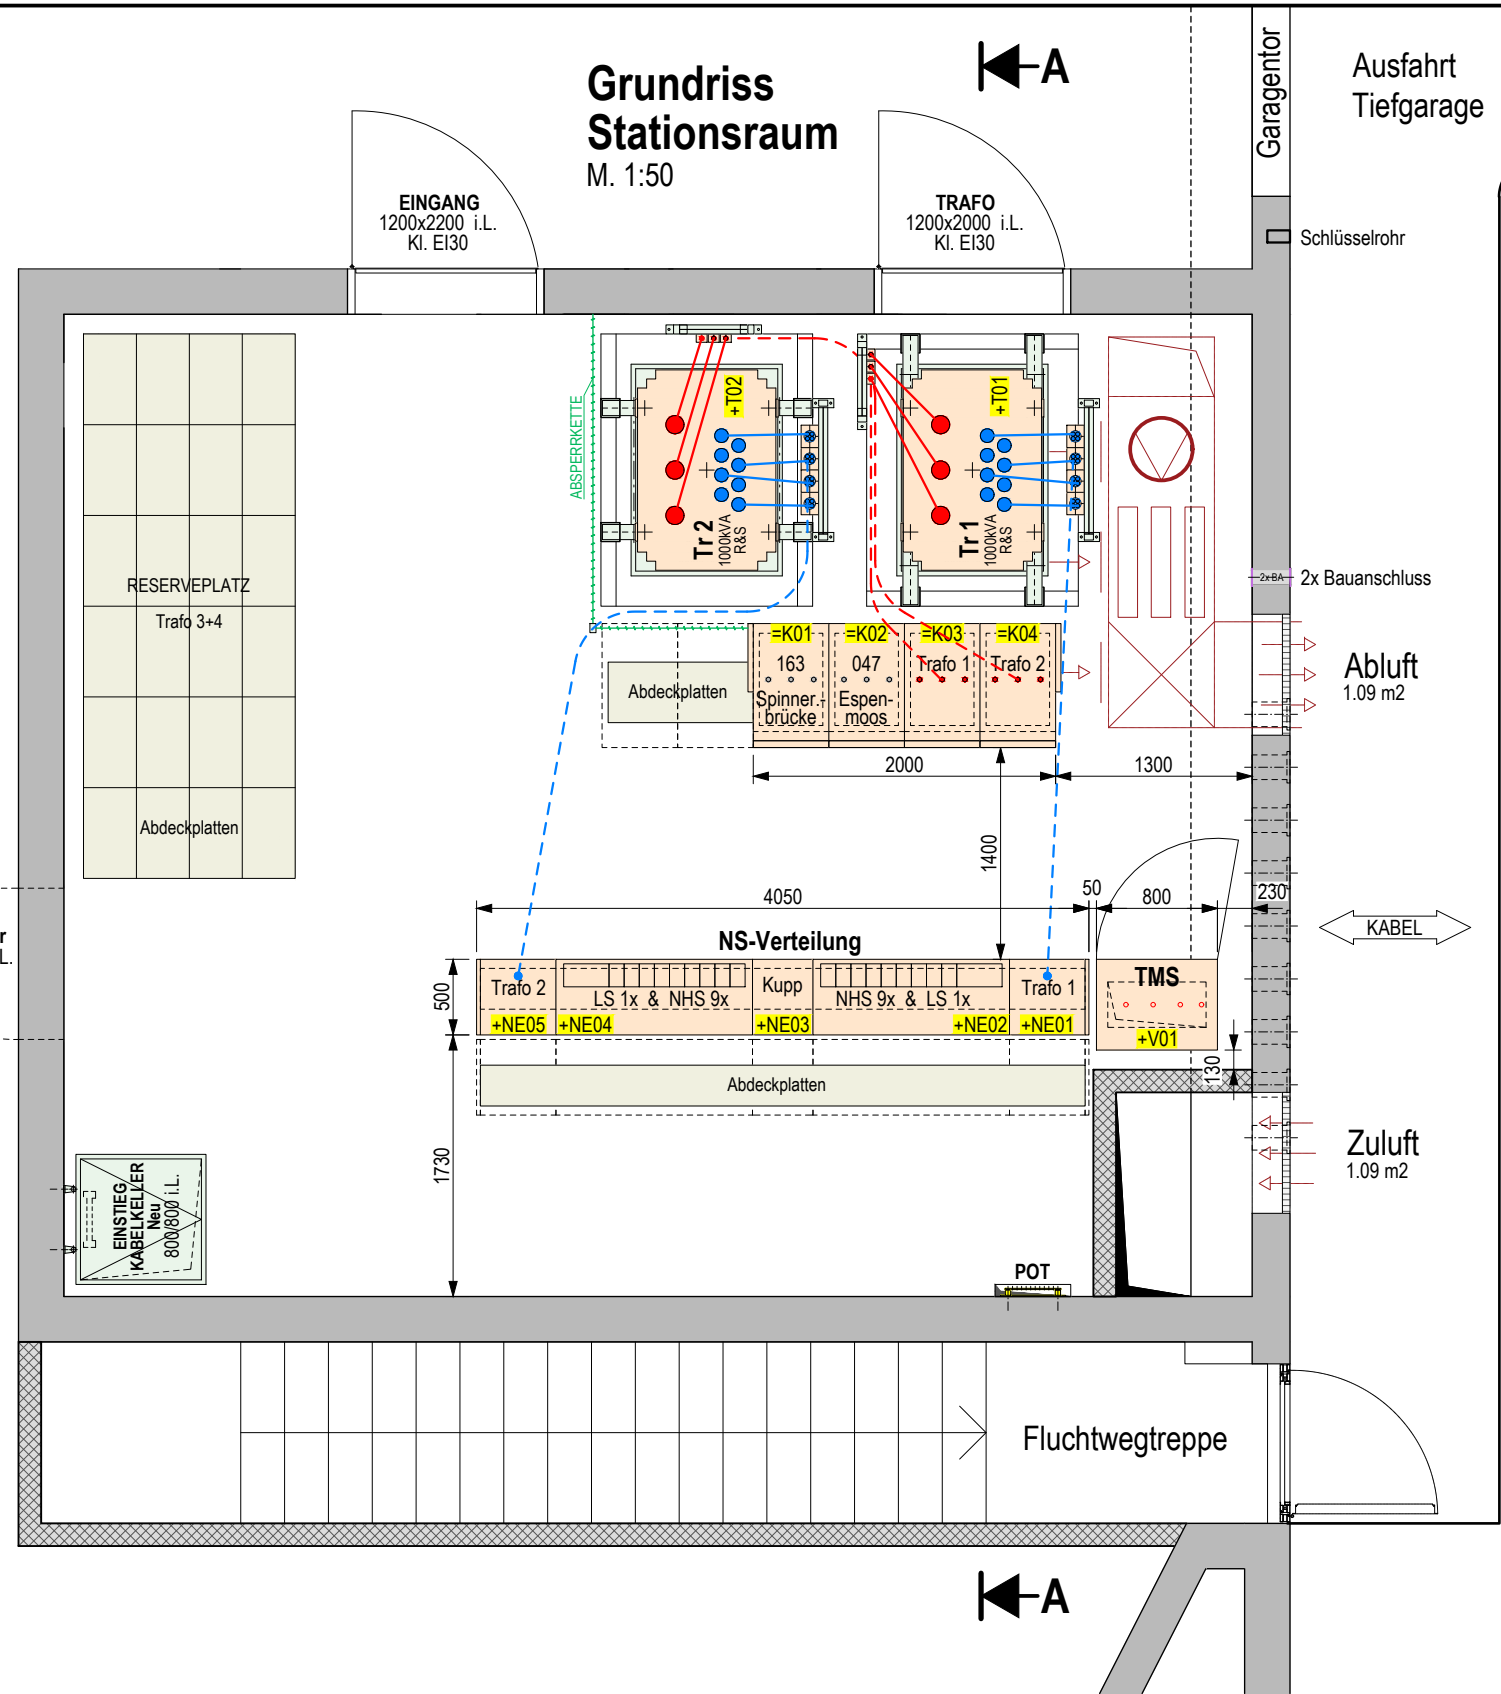 A
Grundriss
Stationsraum
M. 1:50
Garagentor
Ausfahrt
Tiefgarage
EINGANG
1200x2200 i.L.
Kl. EI30
TRAFO
1200x2000 i.L.
Kl. EI30
Schlüsselrohr
ABSPERRKETTE
+T02
Tr 2
1000kVA
R&S
+T01
Tr 1
1000kVA
R&S
RESERVEPLATZ
Trafo 3+4
Abdeckplatten
2x BA
2x Bauanschluss
=K01
163
Spinner.-
brücke
=K02
047
Espen-
moos
=K03
Trafo 1
=K04
Trafo 2
Abdeckplatten
Abluft
1.09 m2
2000
1300
1400
4050
50
800
230
KABEL
r
L.
NS-Verteilung
500
Trafo 2
+NE05
LS 1x & NHS 9x
+NE04
Kupp
+NE03
NHS 9x & LS 1x
+NE02
Trafo 1
+NE01
TMS
+V01
130
Abdeckplatten
1730
Zuluft
1.09 m2
EINSTIEG
KABELKELLER
Neu
800/800 i.L.
POT
Fluchtwegtreppe
A